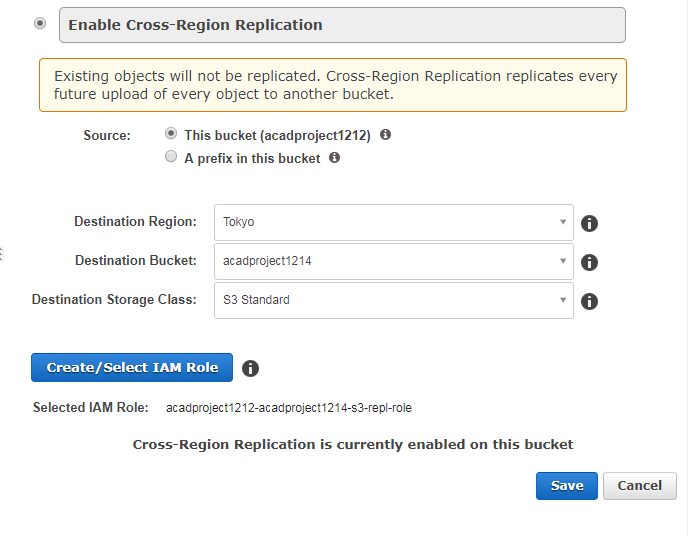 Enable Cross-Region Replication
Existing objects will not be replicated. Cross-Region Replication replicates every
future upload of every object to another bucket.
Source: This bucket (acadproject1212)
A prefix in this bucket
Destination Region: Tokyo
Destination Bucket: acadproject1214
Destination Storage Class: S3 Standard
Create/Select IAM Role
Selected IAM Role: acadproject1212-acadproject1214-s3-repl-role
Cross-Region Replication is currently enabled on this bucket
Save Cancel